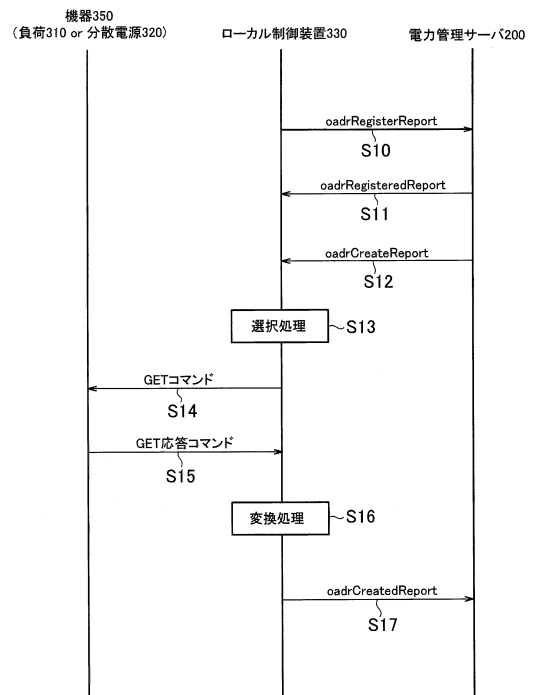 機器350
(負荷310 or 分散電源320)
ローカル制御装置330
電力管理サーバ200
oadrRegisterReport
S10
oadrRegisteredReport
S11
oadrCreateReport
S12
選択処理
S13
GETコマンド
S14
GET応答コマンド
S15
変換処理
S16
oadrCreatedReport
S17